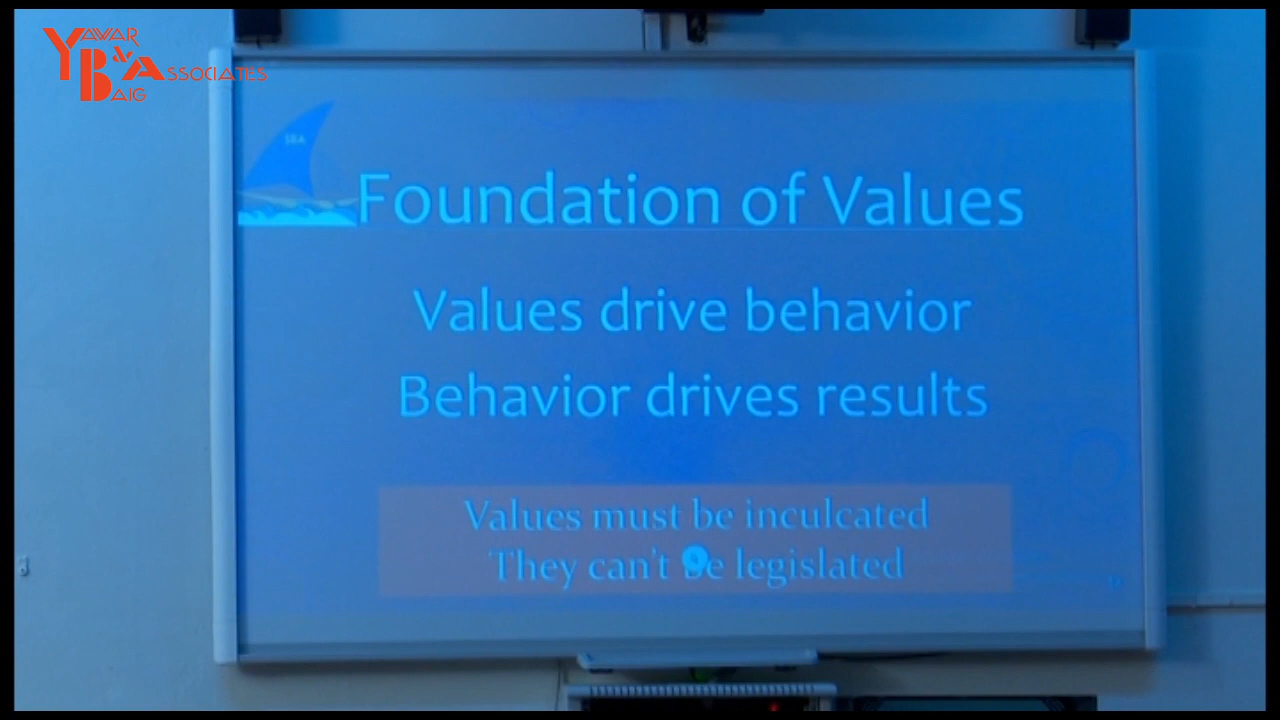 YAWAR
BAIG
& ASSOCIATES
SBA
Foundation of Values
Values drive behavior
Behavior drives results
Values must be inculcated
They can't be legislated